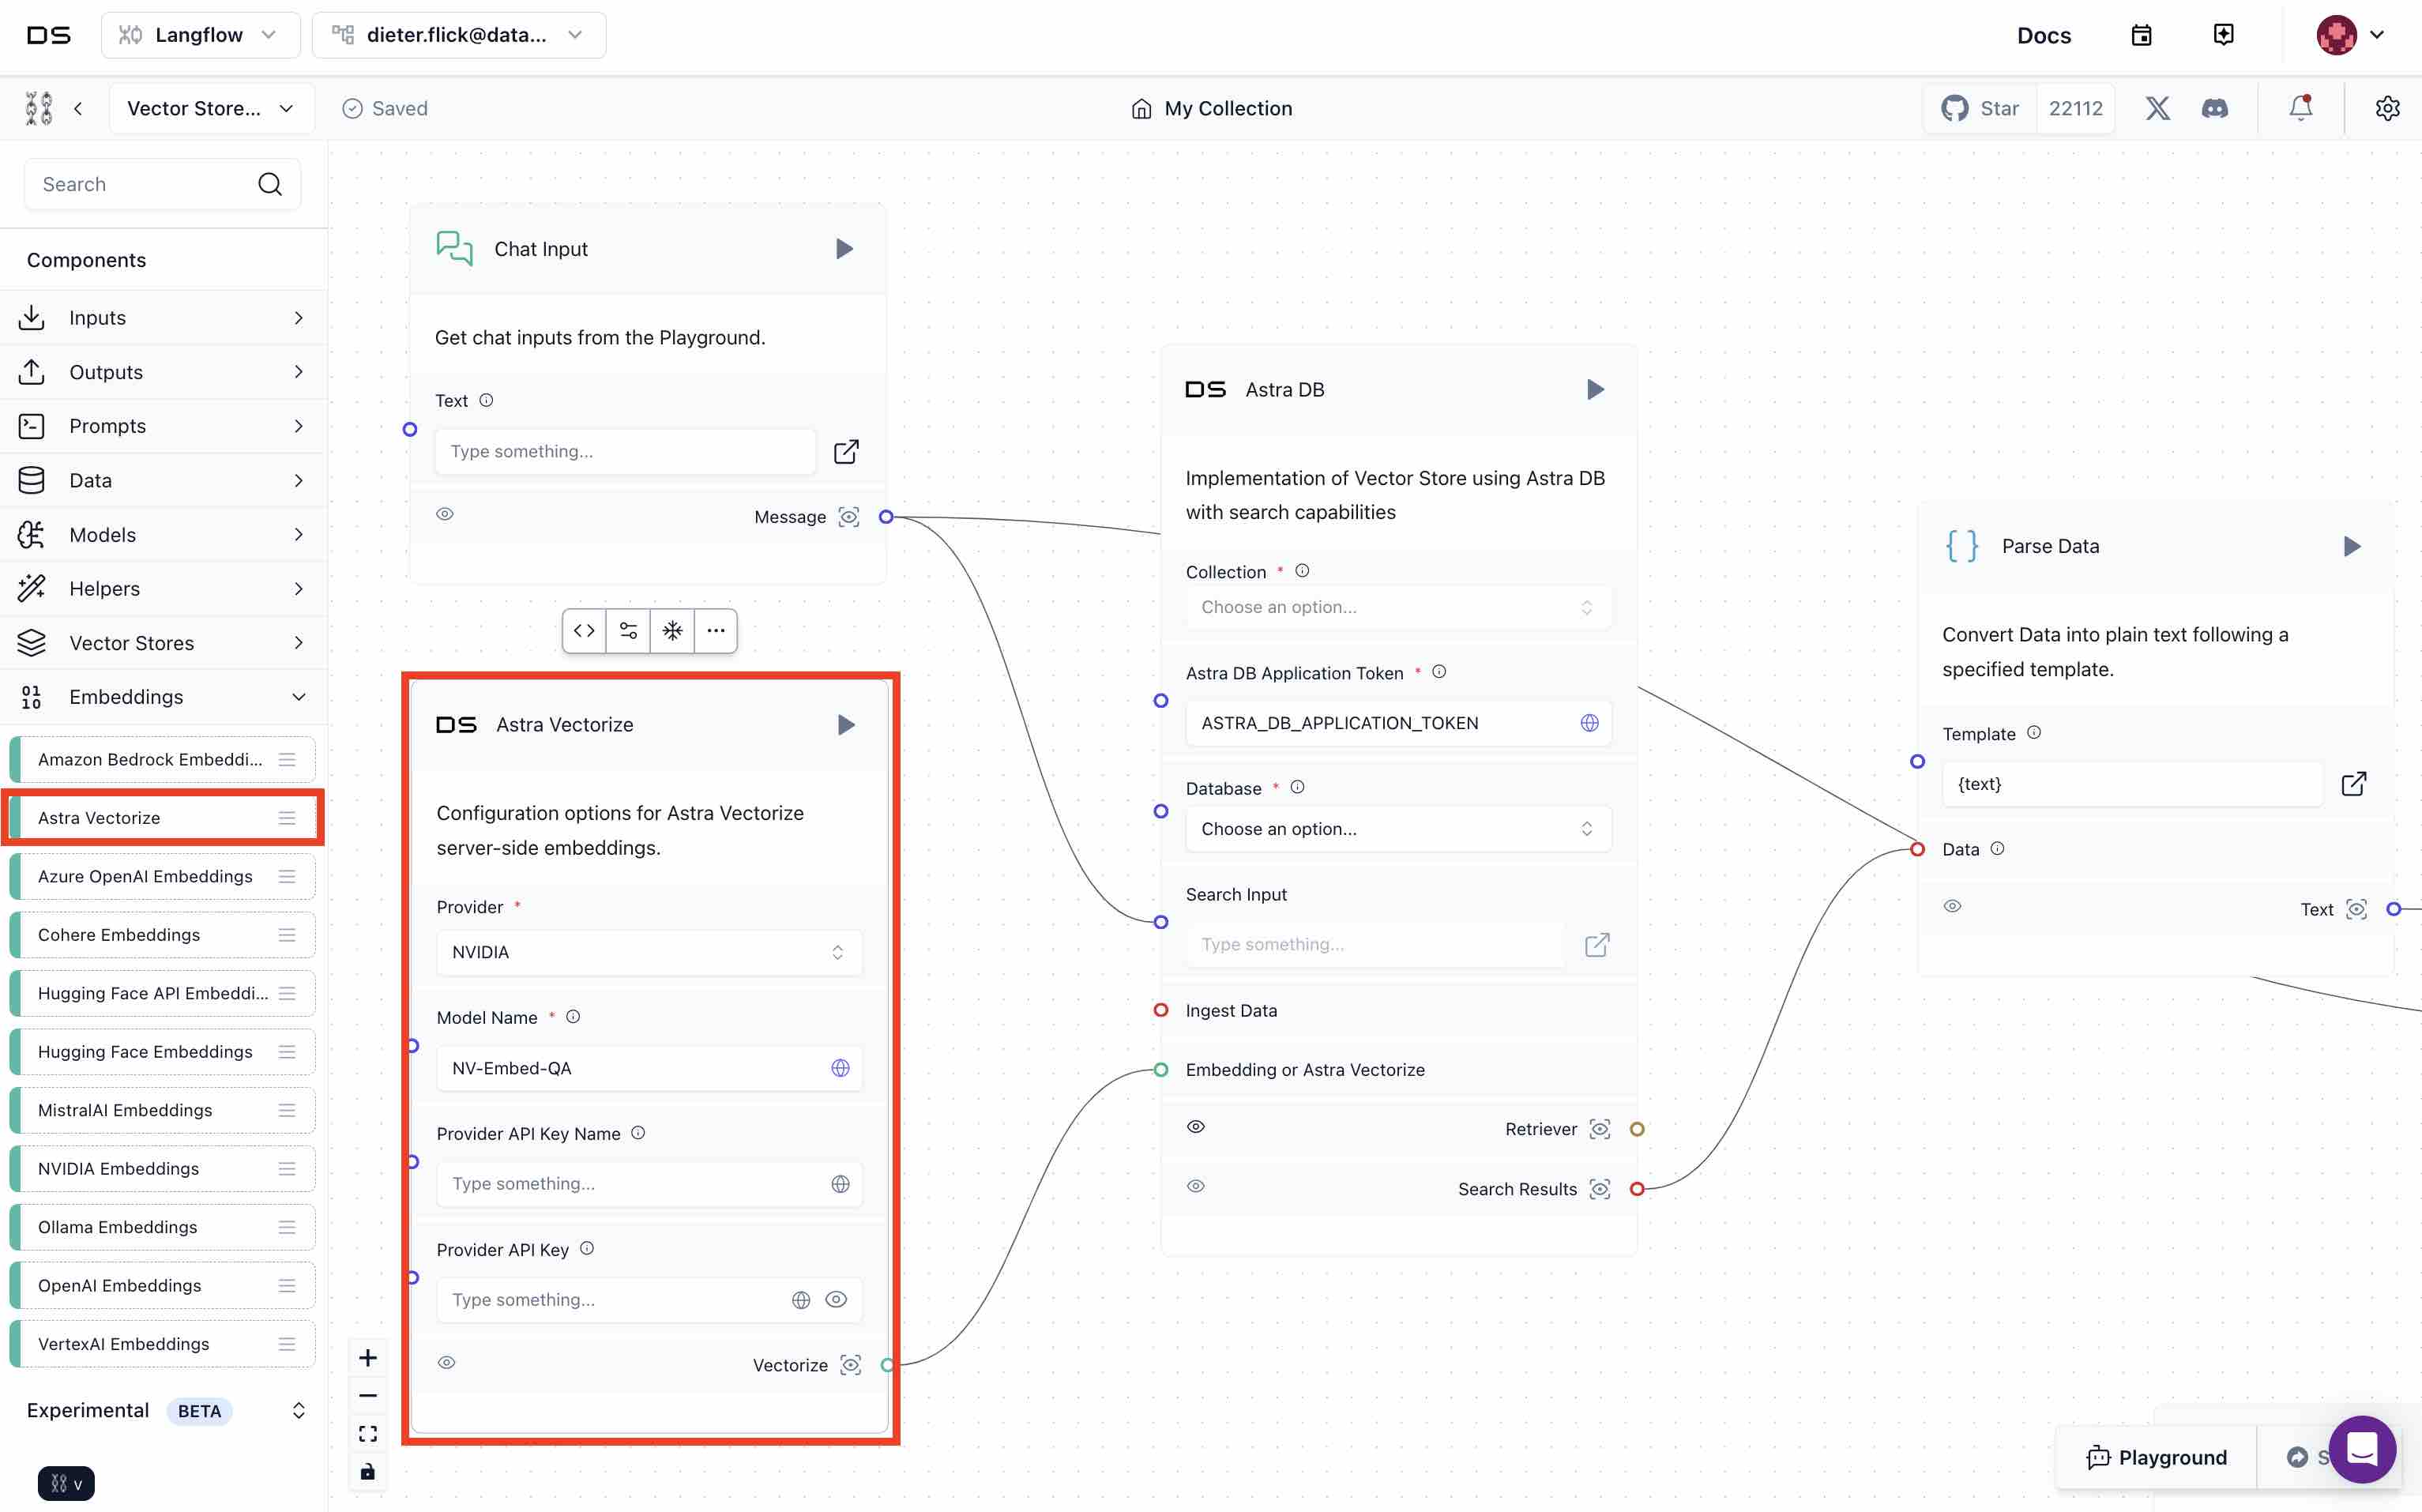 DS
Langflow
dieter.flick@data...
Docs
Vector Store...
Saved
My Collection
Star
22112
Search
Components
Inputs
Outputs
Prompts
Data
Models
Helpers
Vector Stores
Embeddings
Amazon Bedrock Embeddi...
Astra Vectorize
Azure OpenAI Embeddings
Cohere Embeddings
Hugging Face API Embeddi...
Hugging Face Embeddings
MistralAI Embeddings
NVIDIA Embeddings
Ollama Embeddings
OpenAI Embeddings
VertexAI Embeddings
Experimental
BETA
v
Chat Input
Get chat inputs from the Playground.
Text
Type something...
Message
DS
Astra Vectorize
Configuration options for Astra Vectorize
server-side embeddings.
Provider *
NVIDIA
Model Name *
NV-Embed-QA
Provider API Key Name
Type something...
Provider API Key
Type something...
Vectorize
DS
Astra DB
Implementation of Vector Store using Astra DB
with search capabilities
Collection *
Choose an option...
Astra DB Application Token *
ASTRA_DB_APPLICATION_TOKEN
Database *
Choose an option...
Search Input
Type something...
Ingest Data
Embedding or Astra Vectorize
Retriever
Search Results
{ }
Parse Data
Convert Data into plain text following a
specified template.
Template
{text}
Data
Text
Playground